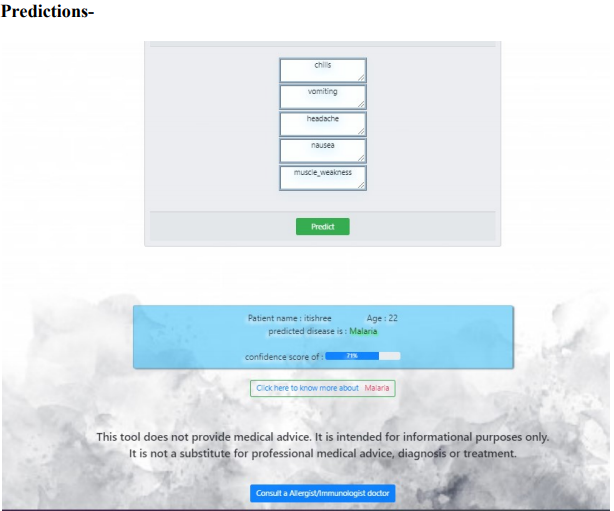 Predictions-
chills
vomiting
headache
nausea
muscle_weakness
Predict
Patient name : itishree Age : 22
predicted disease is : Malaria
confidence score of : 71%
Click here to know more about Malaria
This tool does not provide medical advice. It is intended for informational purposes only.
It is not a substitute for professional medical advice, diagnosis or treatment.
Consult a Allergist/Immunologist doctor